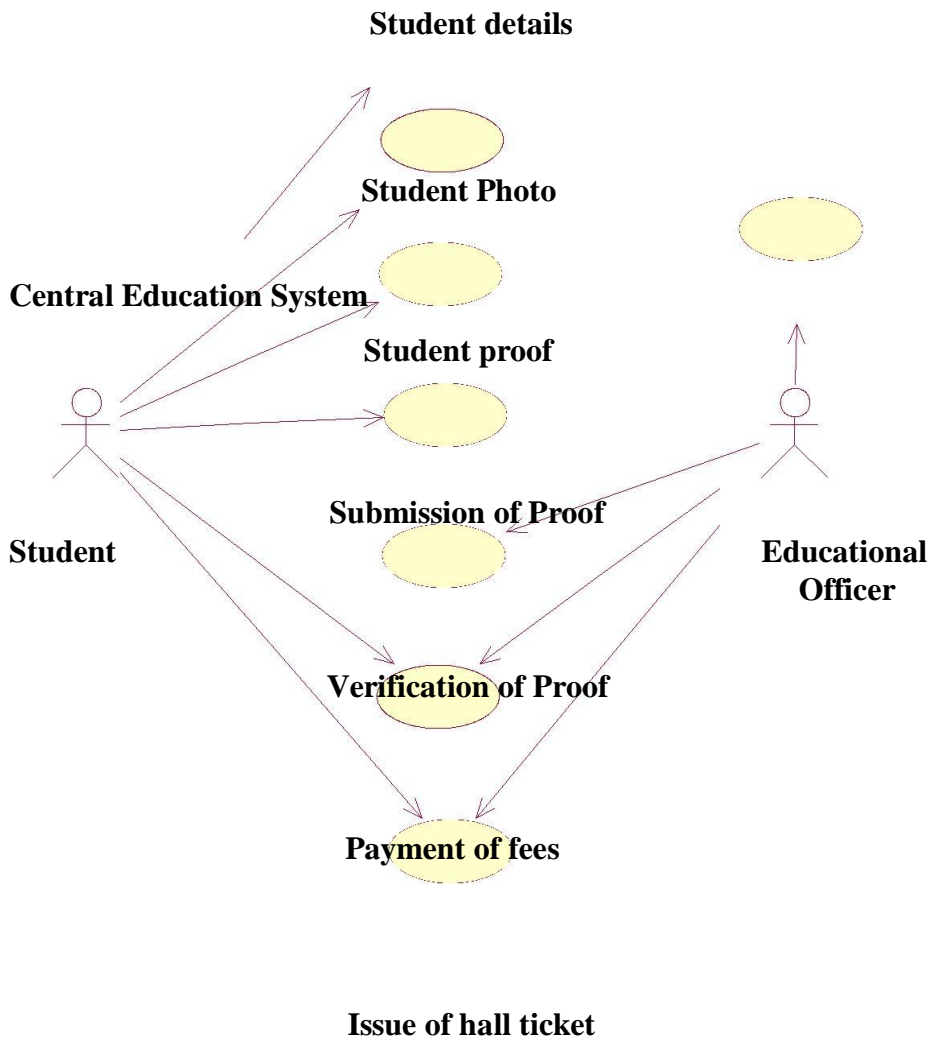 Student details
Student Photo
Central Education System
Student proof
Submission of Proof
Student
Educational
Officer
Verification of Proof
Payment of fees
Issue of hall ticket